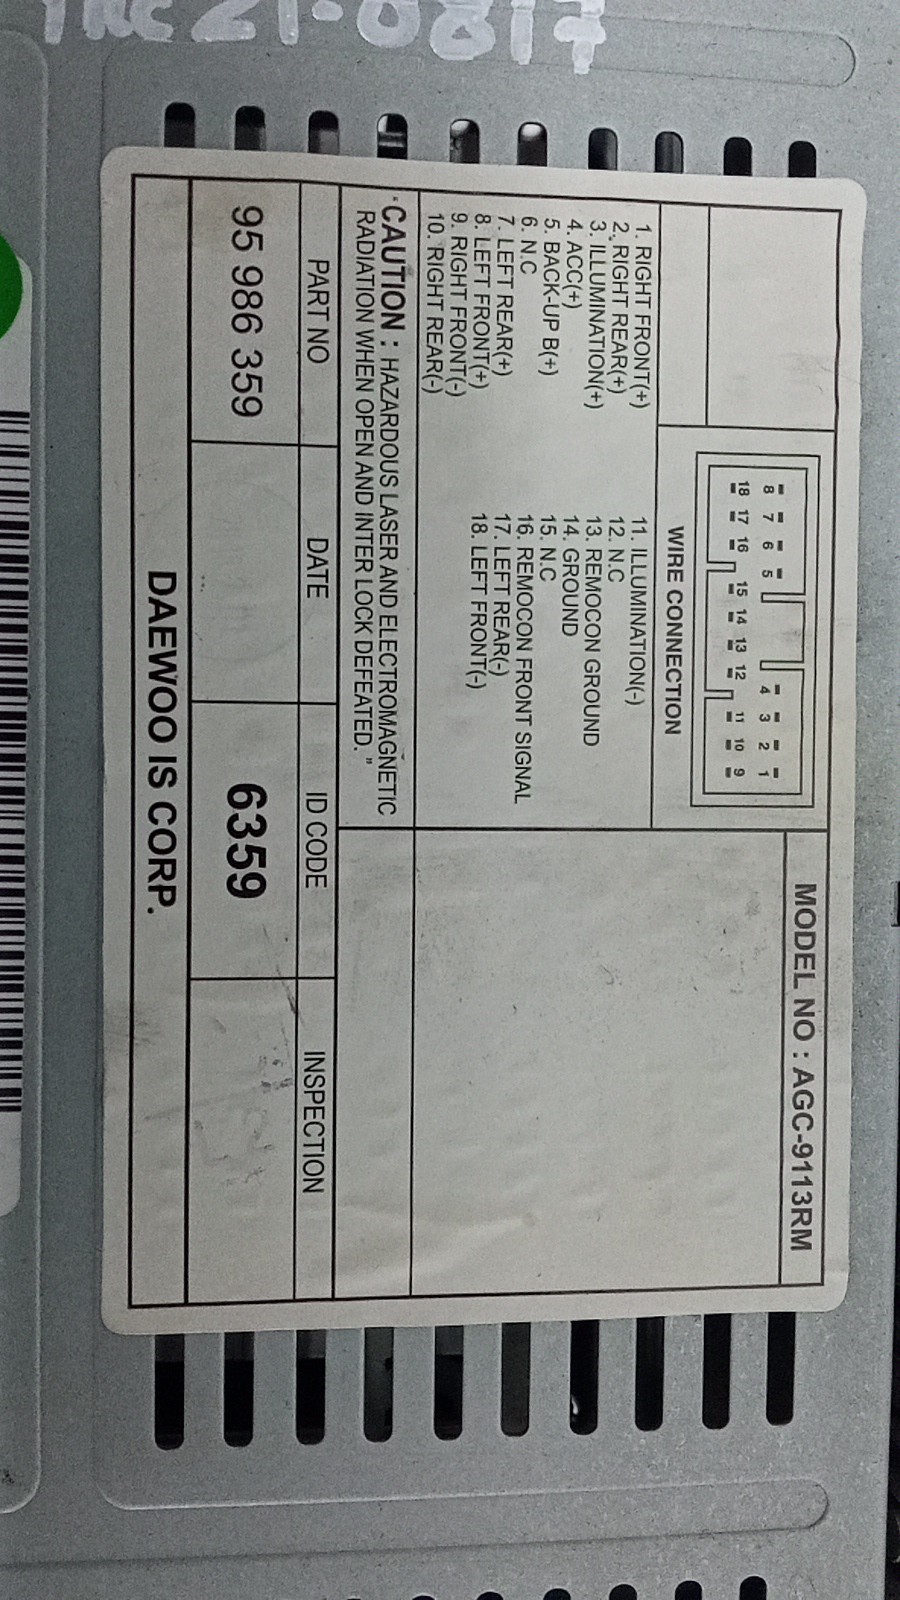 21-0817
MODEL NO : AGC-9113RM
8 7 6 5 4 3 2 1
18 17 16 15 14 13 12 11 10 9
WIRE CONNECTION
1. RIGHT FRONT(+)
2. RIGHT REAR(+)
3. ILLUMINATION(+)
4. ACC(+)
5. BACK-UP B(+)
6. N.C
7. LEFT REAR(+)
8. LEFT FRONT(+)
9. RIGHT FRONT(-)
10. RIGHT REAR(-)
11. ILLUMINATION(-)
12. N.C
13. REMOCON GROUND
14. GROUND
15. N.C
16. REMOCON FRONT SIGNAL
17. LEFT REAR(-)
18. LEFT FRONT(-)
"CAUTION : HAZARDOUS LASER AND ELECTROMAGNETIC
RADIATION WHEN OPEN AND INTER LOCK DEFEATED. "
PART NO DATE ID CODE INSPECTION
95 986 359 6359
DAEWOO IS CORP.